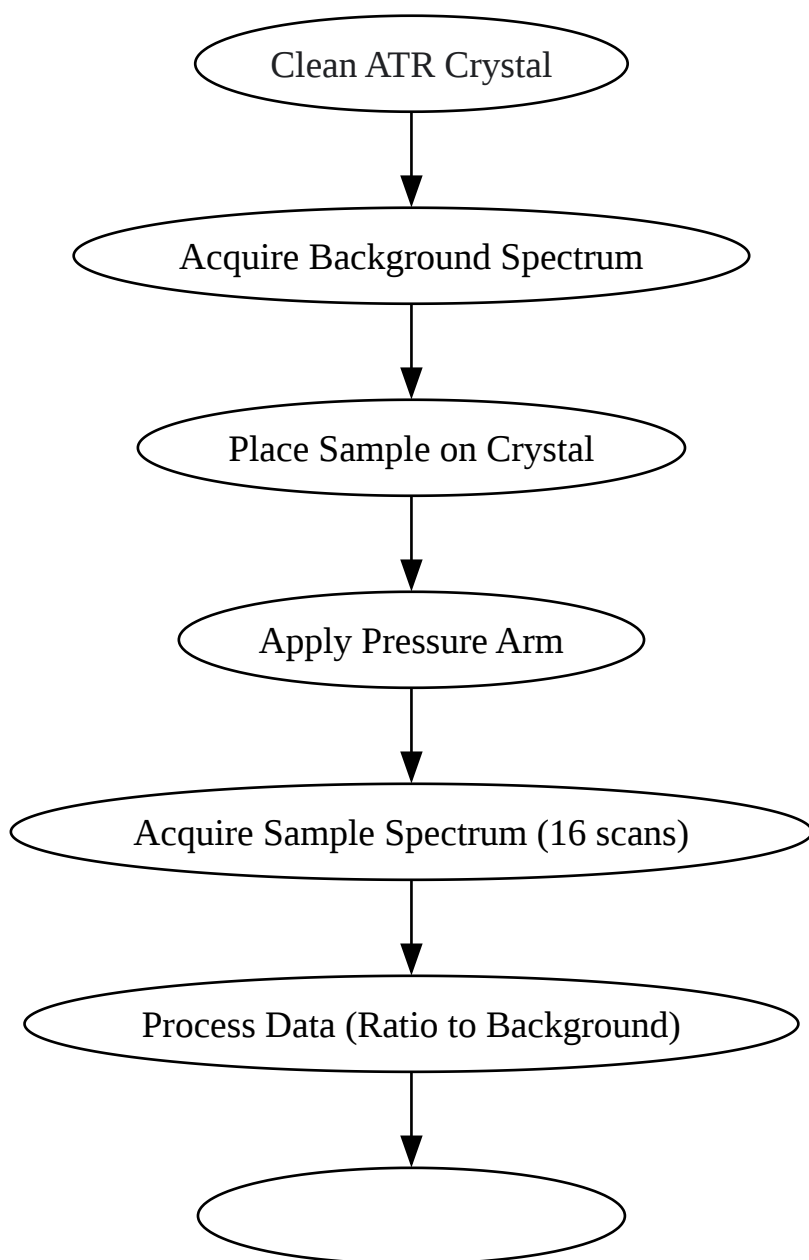 Clean ATR Crystal
Acquire Background Spectrum
Place Sample on Crystal
Apply Pressure Arm
Acquire Sample Spectrum (16 scans)
Process Data (Ratio to Background)